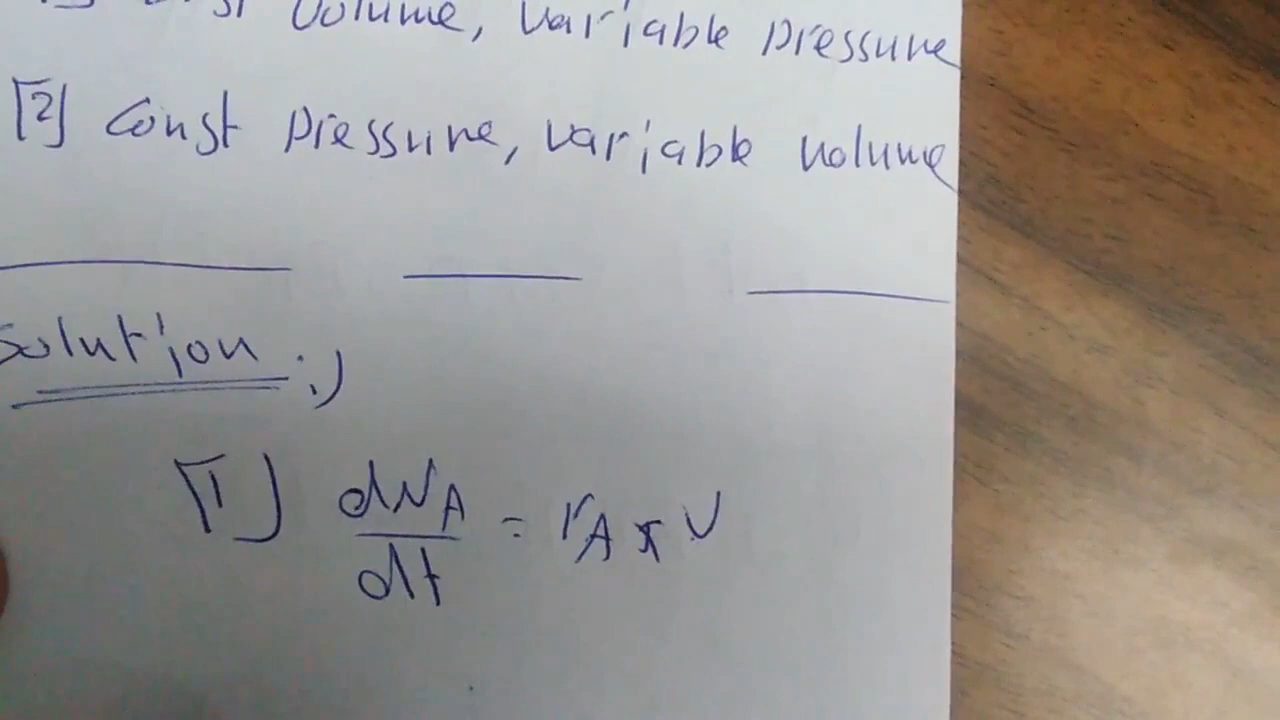 volume, variable pressure
[2] Const pressure, variable volume
Solution :)
[1] dNA/dt = rA x V